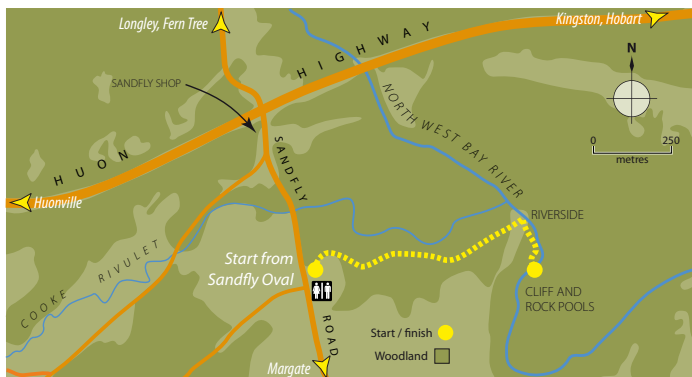 Longley, Fern Tree
Kingston, Hobart
HUON HIGHWAY
SANDFLY SHOP
N
0 250
metres
NORTH WEST BAY RIVER
SANDFLY ROAD
Huonville
COOKE RIVULET
RIVERSIDE
Start from
Sandfly Oval
CLIFF AND
ROCK POOLS
Start / finish
Woodland
Margate